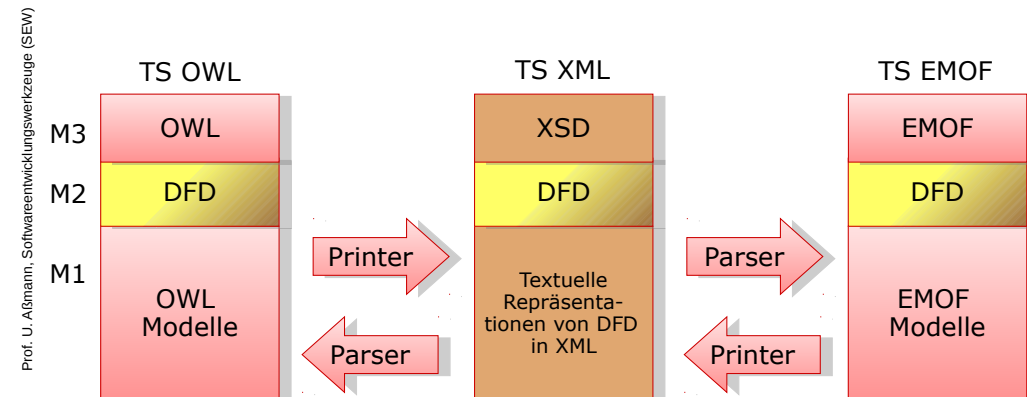 Prof. U. Aßmann, Softwareentwicklungswerkzeuge (SEW)
TS OWL
TS XML
TS EMOF
M3
OWL
XSD
EMOF
M2
DFD
DFD
DFD
M1
Printer
Parser
OWL
Modelle
Textuelle
Repräsenta-
tionen von DFD
in XML
EMOF
Modelle
Parser
Printer